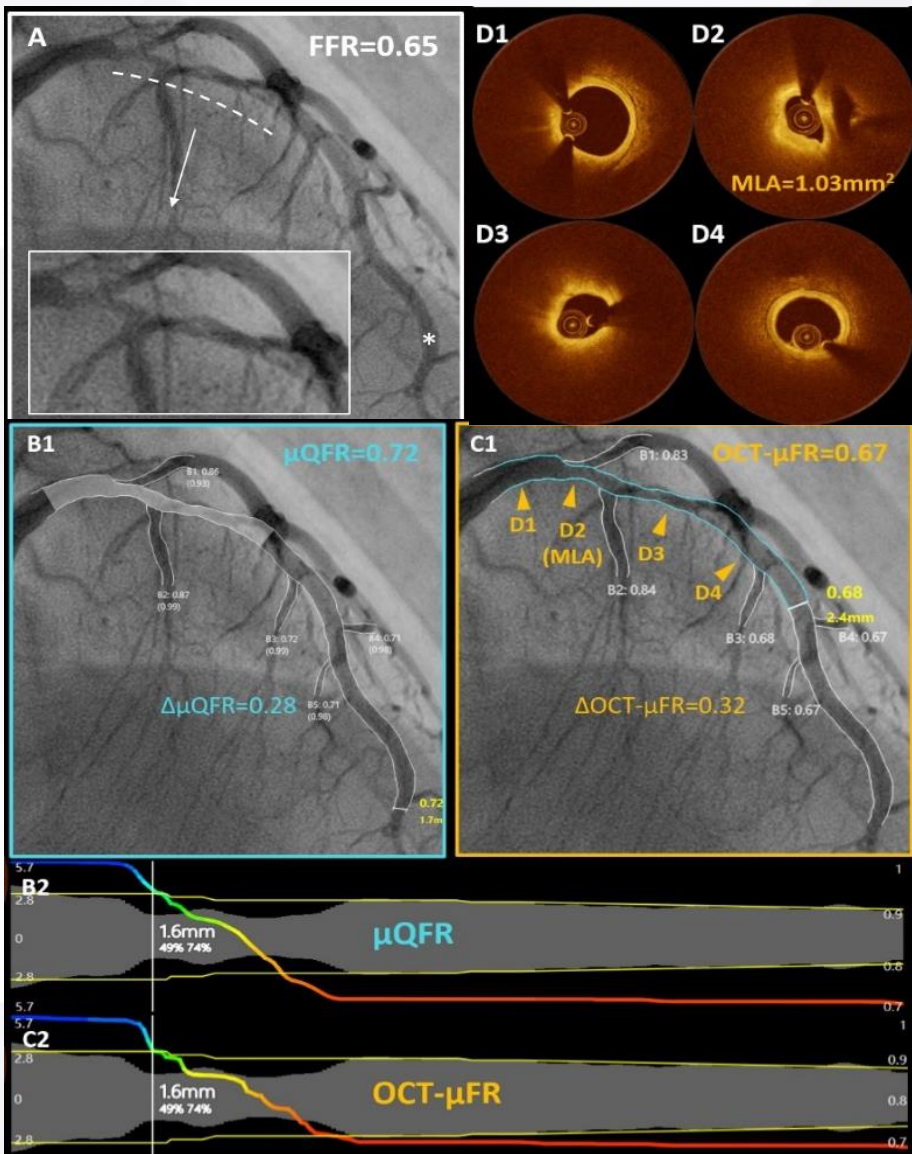 A
FFR=0.65
*
D1
D2
MLA=1.03mm²
D3
D4
B1
µQFR=0.72
B1: 0.86
(0.93)
B2: 0.87
(0.99)
B3: 0.72
(0.99)
B4: 0.71
(0.98)
B5: 0.71
(0.98)
ΔµQFR=0.28
0.72
1.7m
C1
OCT-µFR=0.67
B1: 0.83
D1
D2
(MLA)
D3
D4
B2: 0.84
B3: 0.68
0.68
2.4mm
B4: 0.67
B5: 0.67
ΔOCT-µFR=0.32
5.7
1
B2
2.8
0.9
1.6mm
49% 74%
µQFR
0
2.8
0.8
5.7
0.7
5.7
1
C2
2.8
0.9
1.6mm
49% 74%
OCT-µFR
0
0.8
2.8
0.7